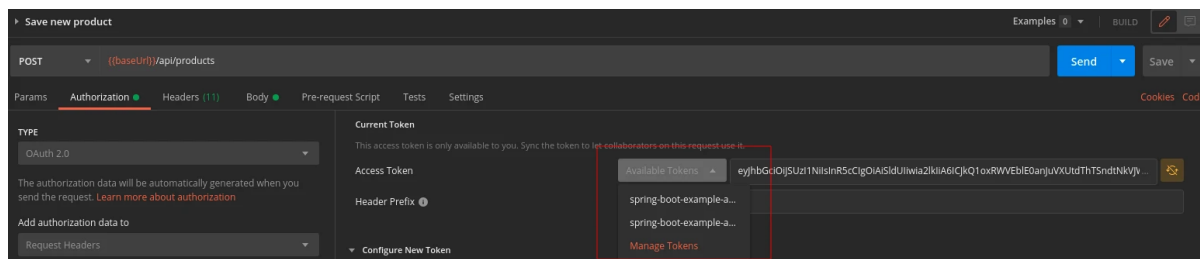 Save new product
Examples 0
BUILD
POST
{{baseUrl}}/api/products
Send
Save
Params
Authorization
Headers (11)
Body
Pre-request Script
Tests
Settings
Cookies
Cod
TYPE
OAuth 2.0
The authorization data will be automatically generated when you
send the request. Learn more about authorization
Add authorization data to
Request Headers
Current Token
This access token is only available to you. Sync the token to let collaborators on this request use it.
Access Token
Available Tokens
Header Prefix
spring-boot-example-a...
spring-boot-example-a...
Manage Tokens
Configure New Token